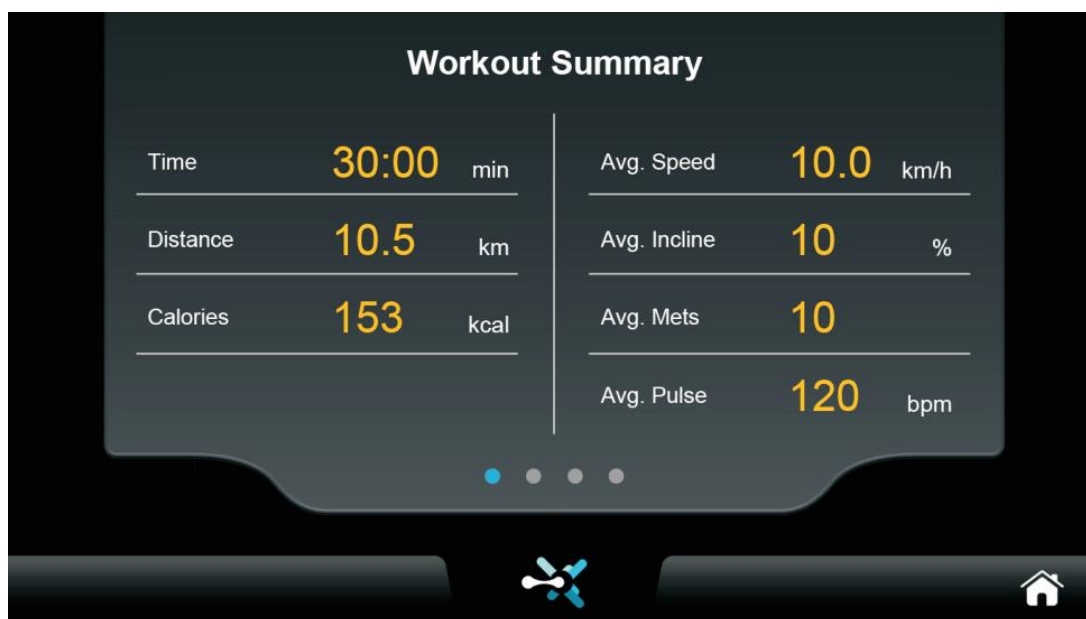 Workout Summary
Time 30:00 min
Distance 10.5 km
Calories 153 kcal
Avg. Speed 10.0 km/h
Avg. Incline 10 %
Avg. Mets 10
Avg. Pulse 120 bpm